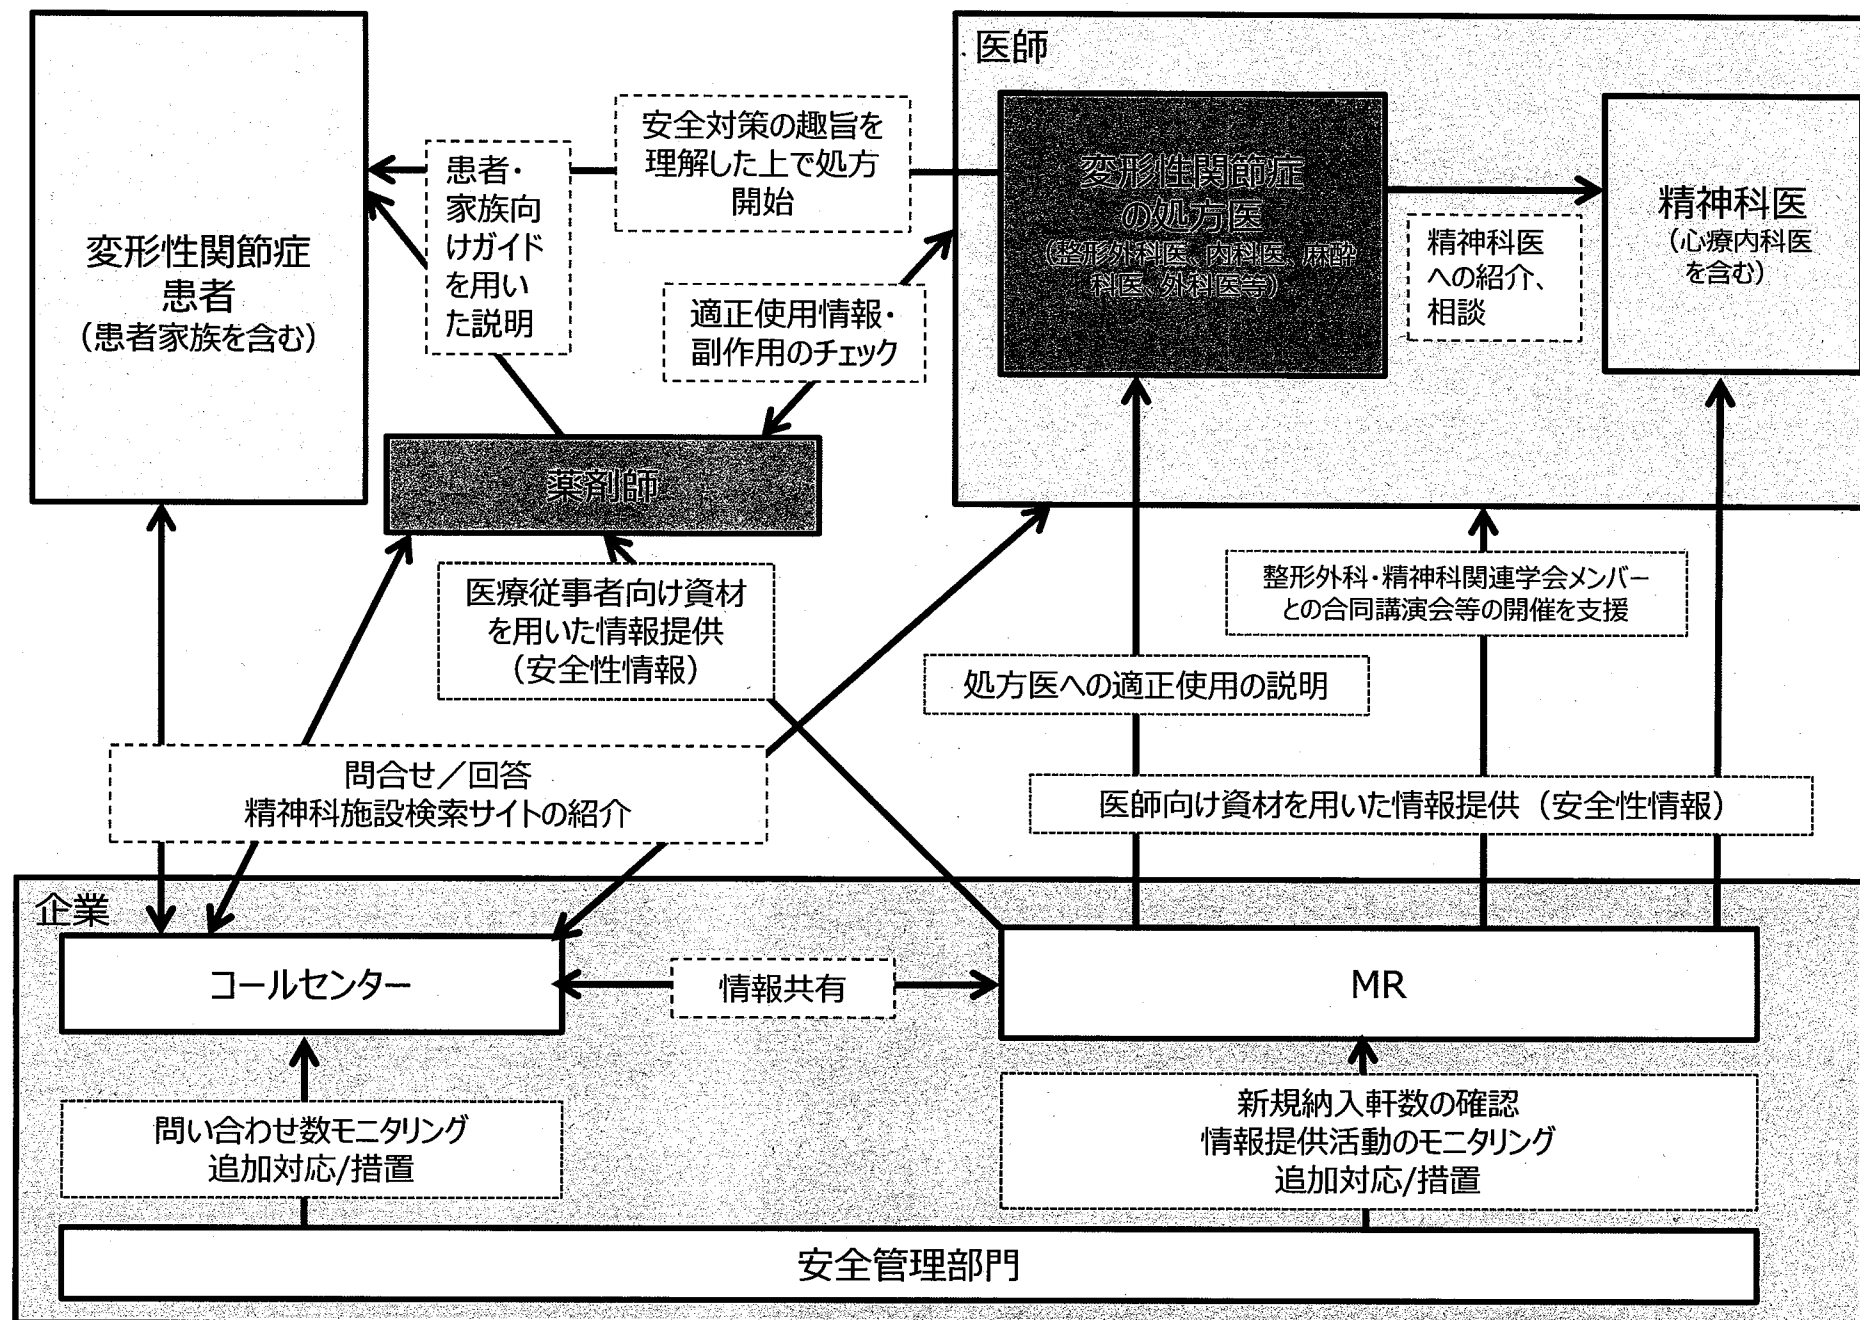 医師
安全対策の趣旨を
理解した上で処方
開始
患者・
家族向
けガイド
を用い
た説明
変形性関節症
の処方医
（整形外科医、内科医、麻酔
科医、外科医等）
精神科医
（心療内科医
を含む）
精神科医
への紹介、
相談
変形性関節症
患者
（患者家族を含む）
適正使用情報・
副作用のチェック
薬剤師
医療従事者向け資材
を用いた情報提供
（安全性情報）
整形外科・精神科関連学会メンバー
との合同講演会等の開催を支援
処方医への適正使用の説明
問合せ／回答
精神科施設検索サイトの紹介
医師向け資材を用いた情報提供（安全性情報）
企業
コールセンター
情報共有
MR
問い合わせ数モニタリング
追加対応/措置
新規納入軒数の確認
情報提供活動のモニタリング
追加対応/措置
安全管理部門